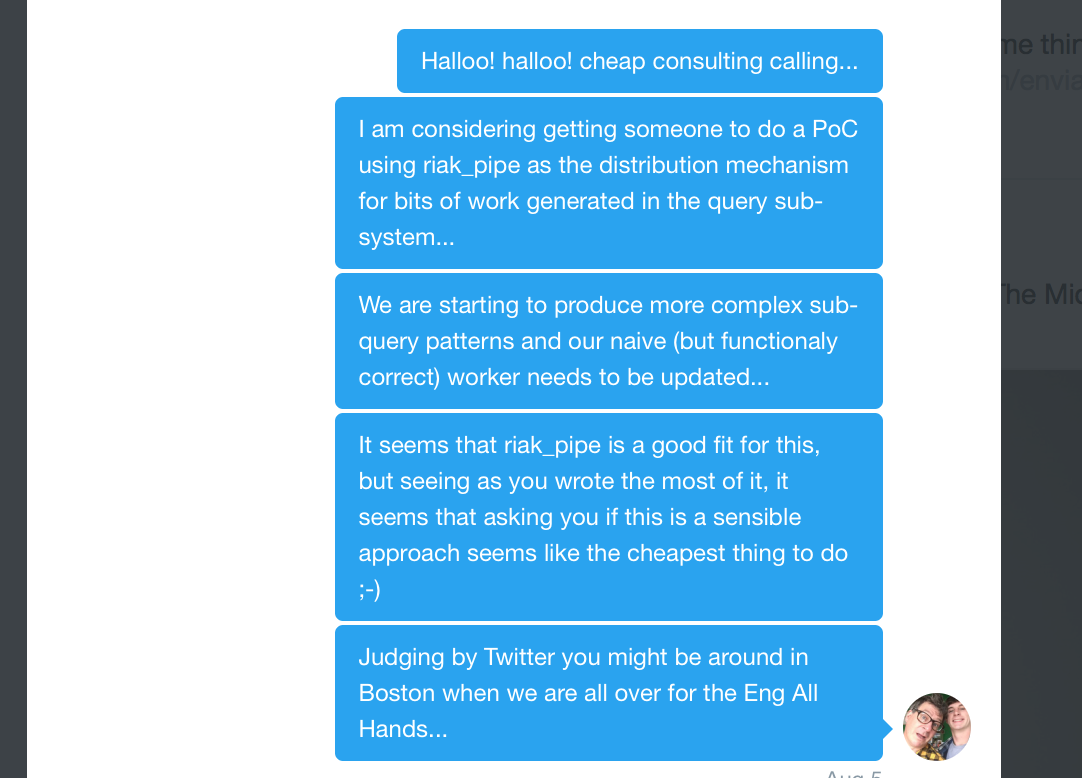 Halloo! halloo! cheap consulting calling...
I am considering getting someone to do a PoC
using riak_pipe as the distribution mechanism
for bits of work generated in the query sub-
system...
We are starting to produce more complex sub-
query patterns and our naive (but functionaly
correct) worker needs to be updated...
It seems that riak_pipe is a good fit for this,
but seeing as you wrote the most of it, it
seems that asking you if this is a sensible
approach seems like the cheapest thing to do
;-)
Judging by Twitter you might be around in
Boston when we are all over for the Eng All
Hands...
Aug 5
me thin
/envia
The Mic